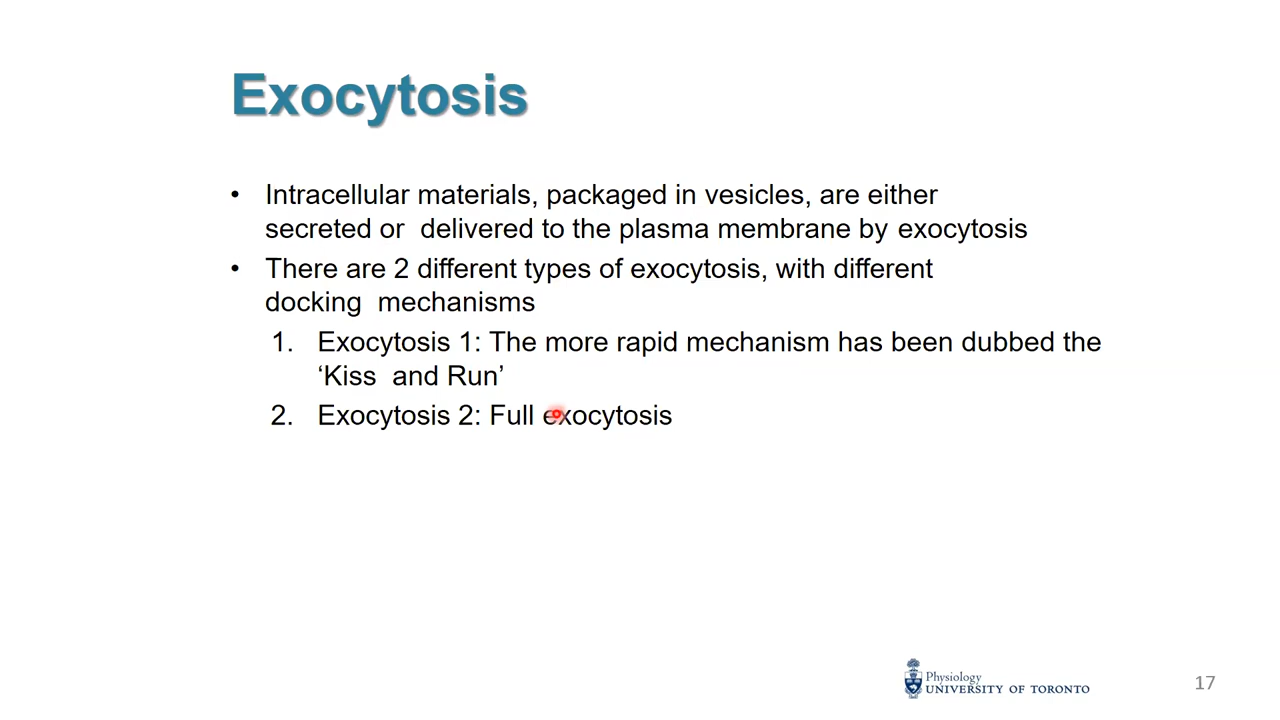 Exocytosis
• Intracellular materials, packaged in vesicles, are either
secreted or delivered to the plasma membrane by exocytosis
• There are 2 different types of exocytosis, with different
docking mechanisms
1. Exocytosis 1: The more rapid mechanism has been dubbed the
‘Kiss and Run’
2. Exocytosis 2: Full exocytosis
Physiology
UNIVERSITY OF TORONTO
17